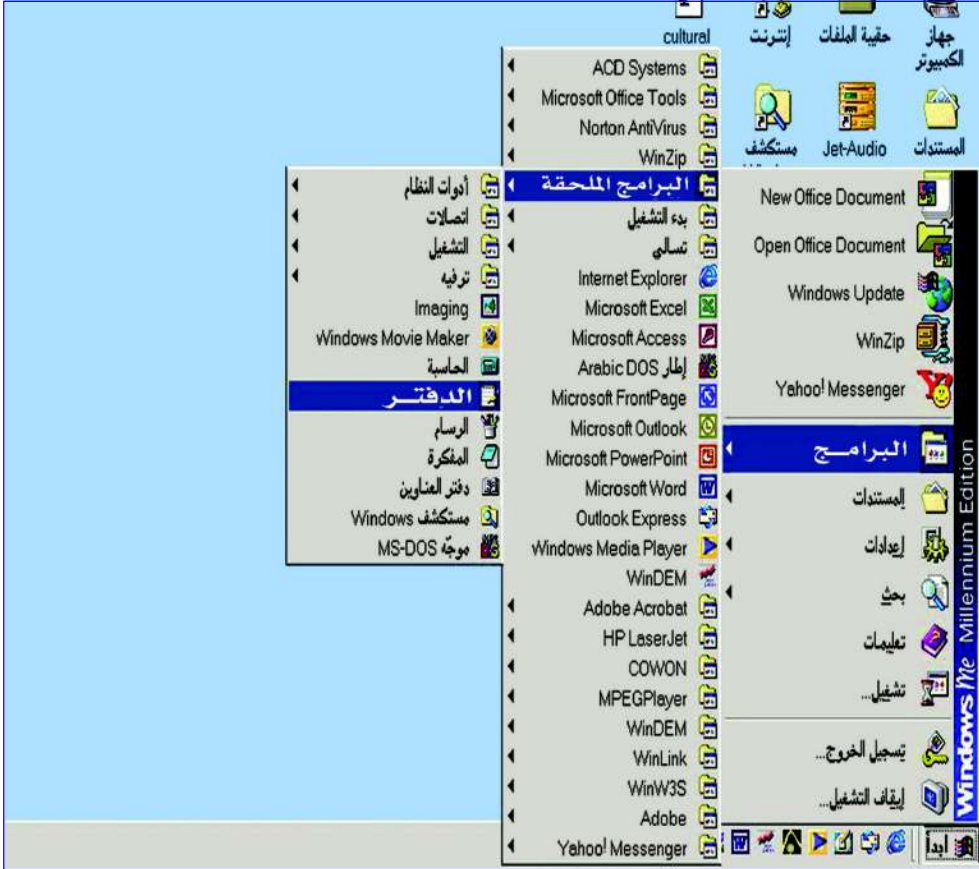 cultural
إنترنت
حقيبة الملفات
جهاز
الكمبيوتر
مستكشف
Jet-Audio
المستندات
New Office Document
Open Office Document
Windows Update
WinZip
Yahoo! Messenger
البرامــج
المستندات
إعدادات
بحث
تعليمات
تشغيل...
تسجيل الخروج...
إيقاف التشغيل...
Windows Me Millennium Edition
ابدأ
ACD Systems
Microsoft Office Tools
Norton AntiVirus
WinZip
البرامج الملحقة
بدء التشغيل
تسالي
Internet Explorer
Microsoft Excel
Microsoft Access
إطار Arabic DOS
Microsoft FrontPage
Microsoft Outlook
Microsoft PowerPoint
Microsoft Word
Outlook Express
Windows Media Player
WinDEM
Adobe Acrobat
HP LaserJet
COWON
MPEGPlayer
WinDEM
WinLink
WinW3S
Adobe
Yahoo! Messenger
أدوات النظام
اتصالات
التشغيل
ترفيه
Imaging
Windows Movie Maker
الحاسبة
الدفتــر
الرسام
المفكرة
دفتر العناوين
مستكشف Windows
موجّه MS-DOS